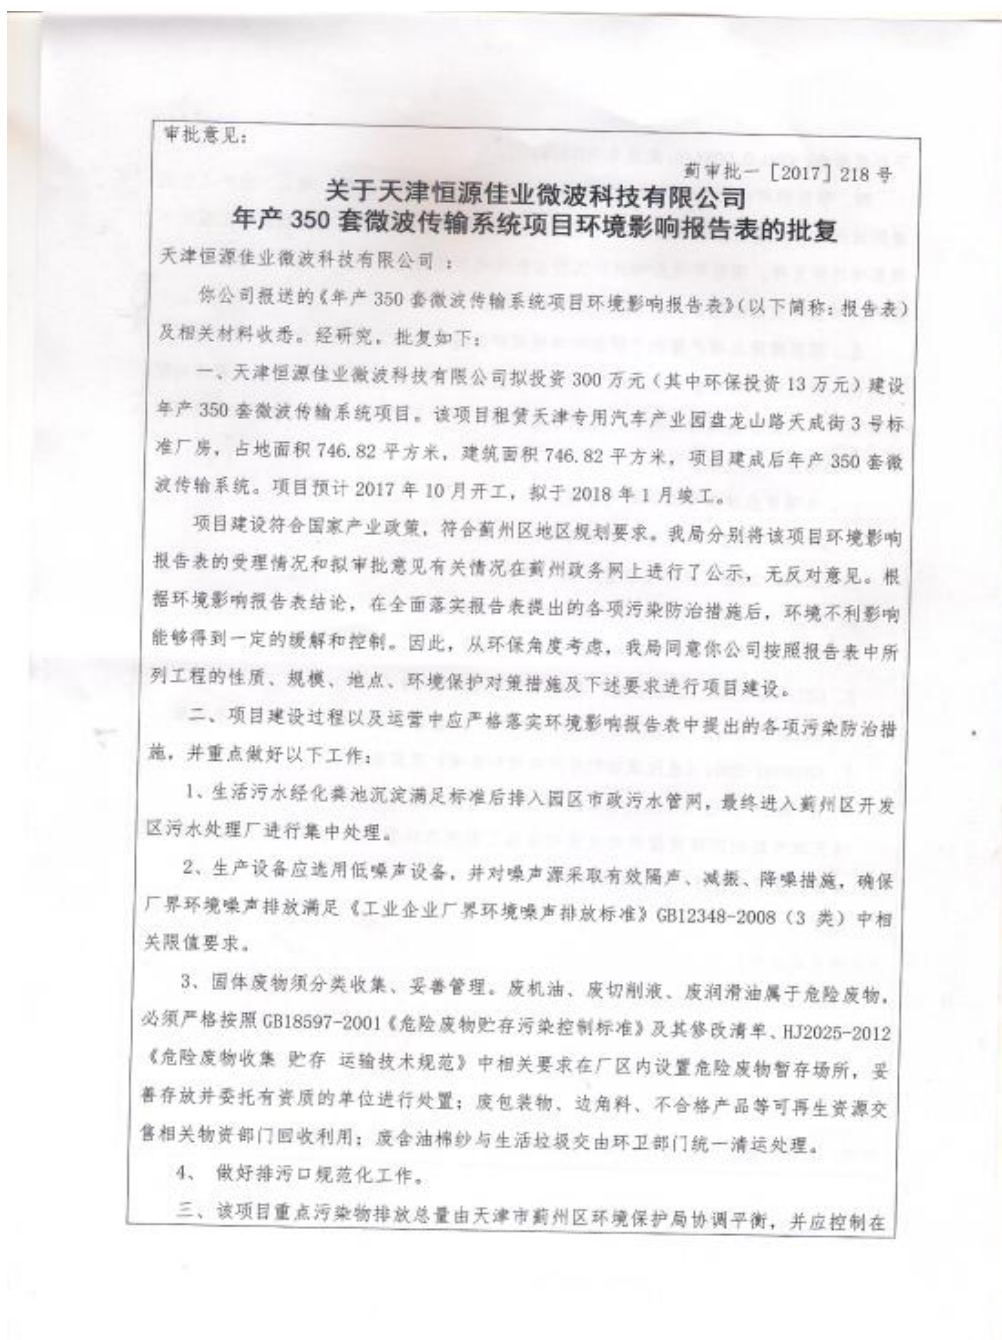 审批意见：
蓟审批一［2017］218 号
关于天津恒源佳业微波科技有限公司
年产 350 套微波传输系统项目环境影响报告表的批复
天津恒源佳业微波科技有限公司：
你公司报送的《年产 350 套微波传输系统项目环境影响报告表》（以下简称：报告表）
及相关材料收悉。经研究，批复如下：
一、天津恒源佳业微波科技有限公司拟投资 300 万元（其中环保投资 13 万元）建设
年产 350 套微波传输系统项目。该项目租赁天津专用汽车产业园盘龙山路天成街 3 号标
准厂房，占地面积 746.82 平方米，建筑面积 746.82 平方米，项目建成后年产 350 套微
波传输系统。项目预计 2017 年 10 月开工，拟于 2018 年 1 月竣工。
项目建设符合国家产业政策，符合蓟州区地区规划要求。我局分别将该项目环境影响
报告表的受理情况和拟审批意见有关情况在蓟州政务网上进行了公示，无反对意见。根
据环境影响报告表结论，在全面落实报告表提出的各项污染防治措施后，环境不利影响
能够得到一定的缓解和控制。因此，从环保角度考虑，我局同意你公司按照报告表中所
列工程的性质、规模、地点、环境保护对策措施及下述要求进行项目建设。
二、项目建设过程以及运营中应严格落实环境影响报告表中提出的各项污染防治措
施，并重点做好以下工作：
1、生活污水经化粪池沉淀满足标准后排入园区市政污水管网，最终进入蓟州区开发
区污水处理厂进行集中处理。
2、生产设备应选用低噪声设备，并对噪声源采取有效隔声、减振、降噪措施，确保
厂界环境噪声排放满足《工业企业厂界环境噪声排放标准》GB12348-2008（3 类）中相
关限值要求。
3、固体废物须分类收集、妥善管理。废机油、废切削液、废润滑油属于危险废物，
必须严格按照 GB18597-2001《危险废物贮存污染控制标准》及其修改清单、HJ2025-2012
《危险废物收集 贮存 运输技术规范》中相关要求在厂区内设置危险废物暂存场所，妥
善存放并委托有资质的单位进行处置；废包装物、边角料、不合格产品等可再生资源交
售相关物资部门回收利用；废含油棉纱与生活垃圾交由环卫部门统一清运处理。
4、 做好排污口规范化工作。
三、该项目重点污染物排放总量由天津市蓟州区环境保护局协调平衡，并应控制在